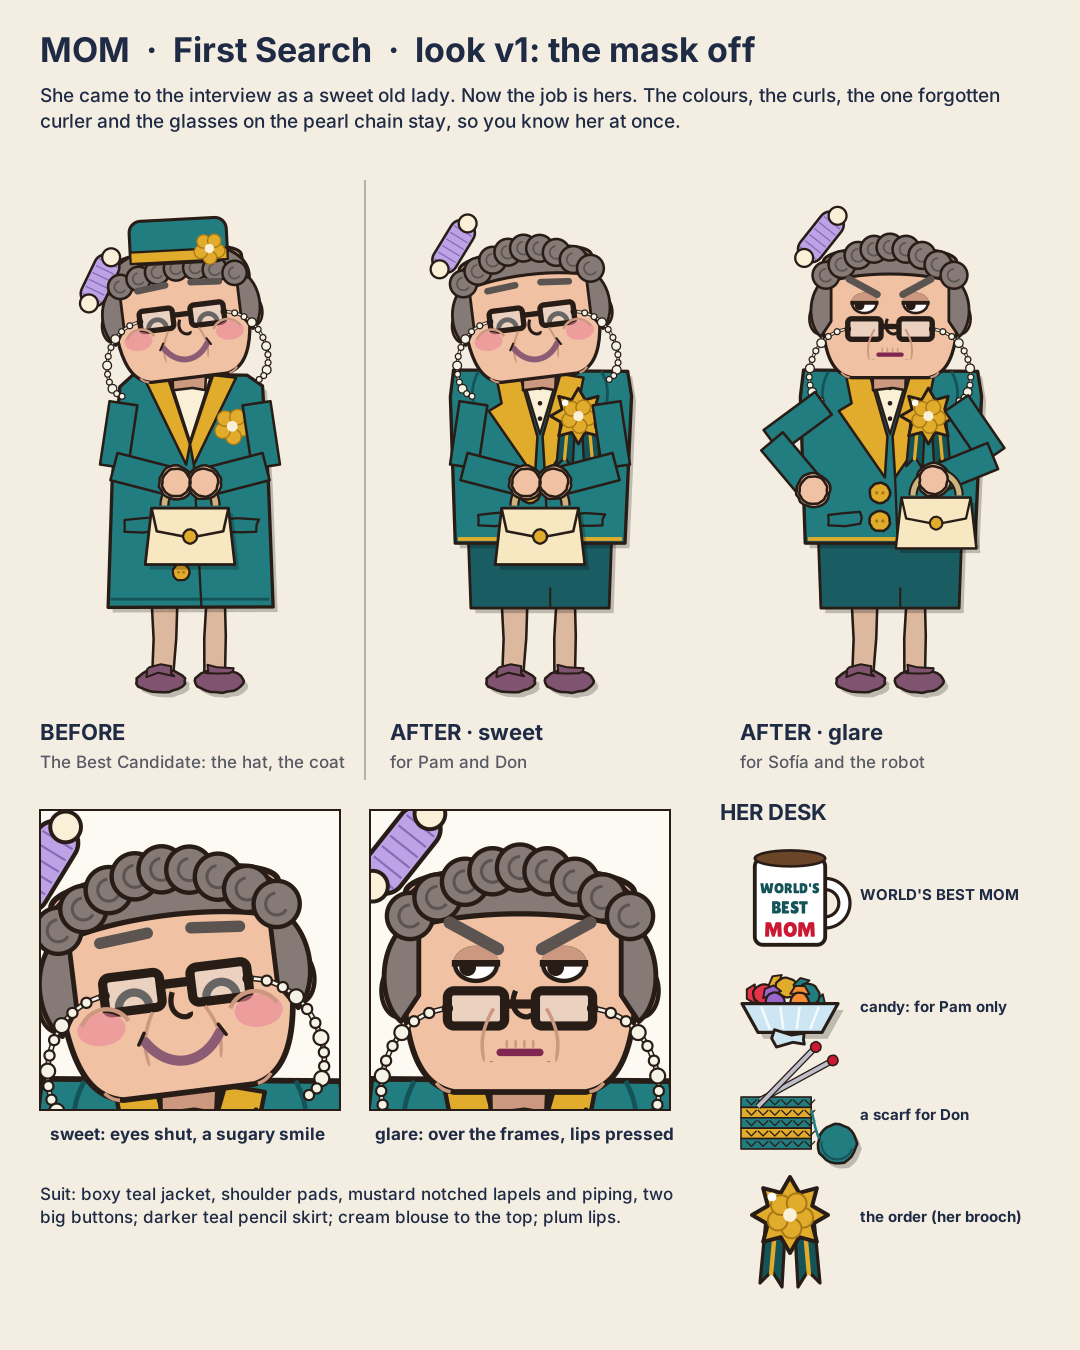 MOM · First Search · look v1: the mask off
She came to the interview as a sweet old lady. Now the job is hers. The colours, the curls, the one forgotten
curler and the glasses on the pearl chain stay, so you know her at once.
BEFORE
The Best Candidate: the hat, the coat
AFTER · sweet
for Pam and Don
AFTER · glare
for Sofía and the robot
sweet: eyes shut, a sugary smile
glare: over the frames, lips pressed
Suit: boxy teal jacket, shoulder pads, mustard notched lapels and piping, two
big buttons; darker teal pencil skirt; cream blouse to the top; plum lips.
HER DESK
WORLD'S
BEST
MOM
WORLD'S BEST MOM
candy: for Pam only
a scarf for Don
the order (her brooch)